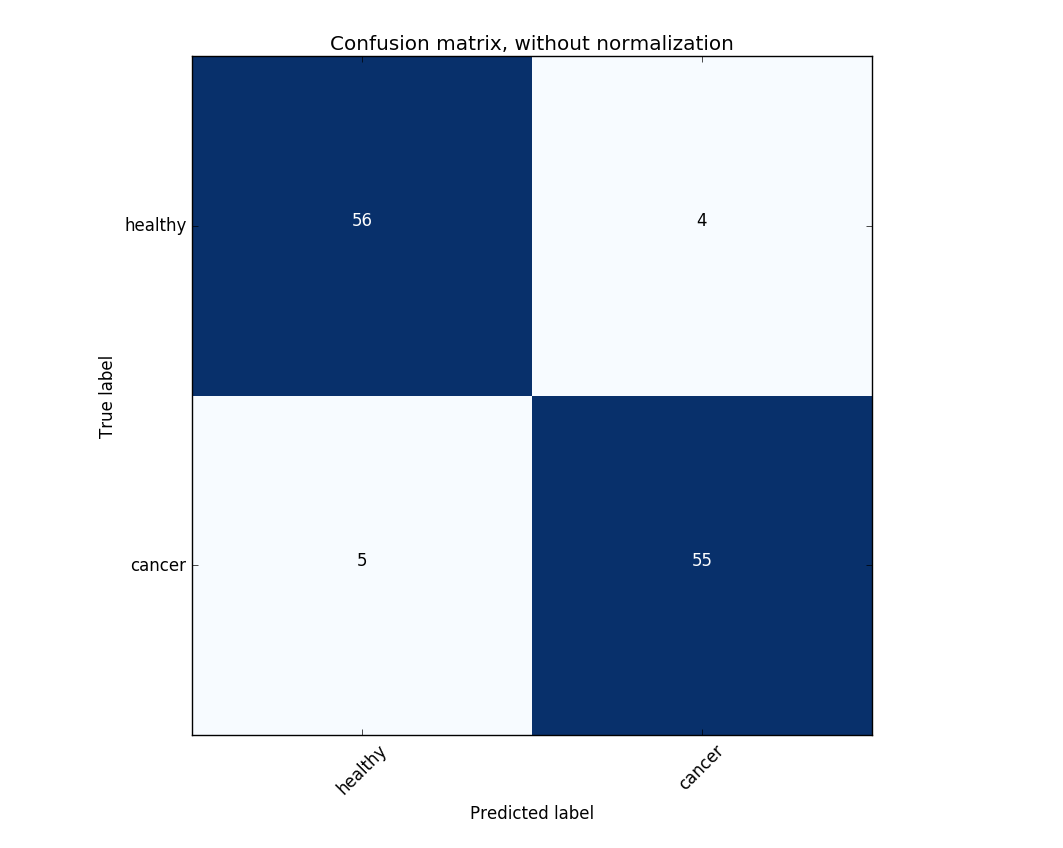 Confusion matrix, without normalization
healthy
56
4
True label
cancer
5
55
healthy
cancer
Predicted label